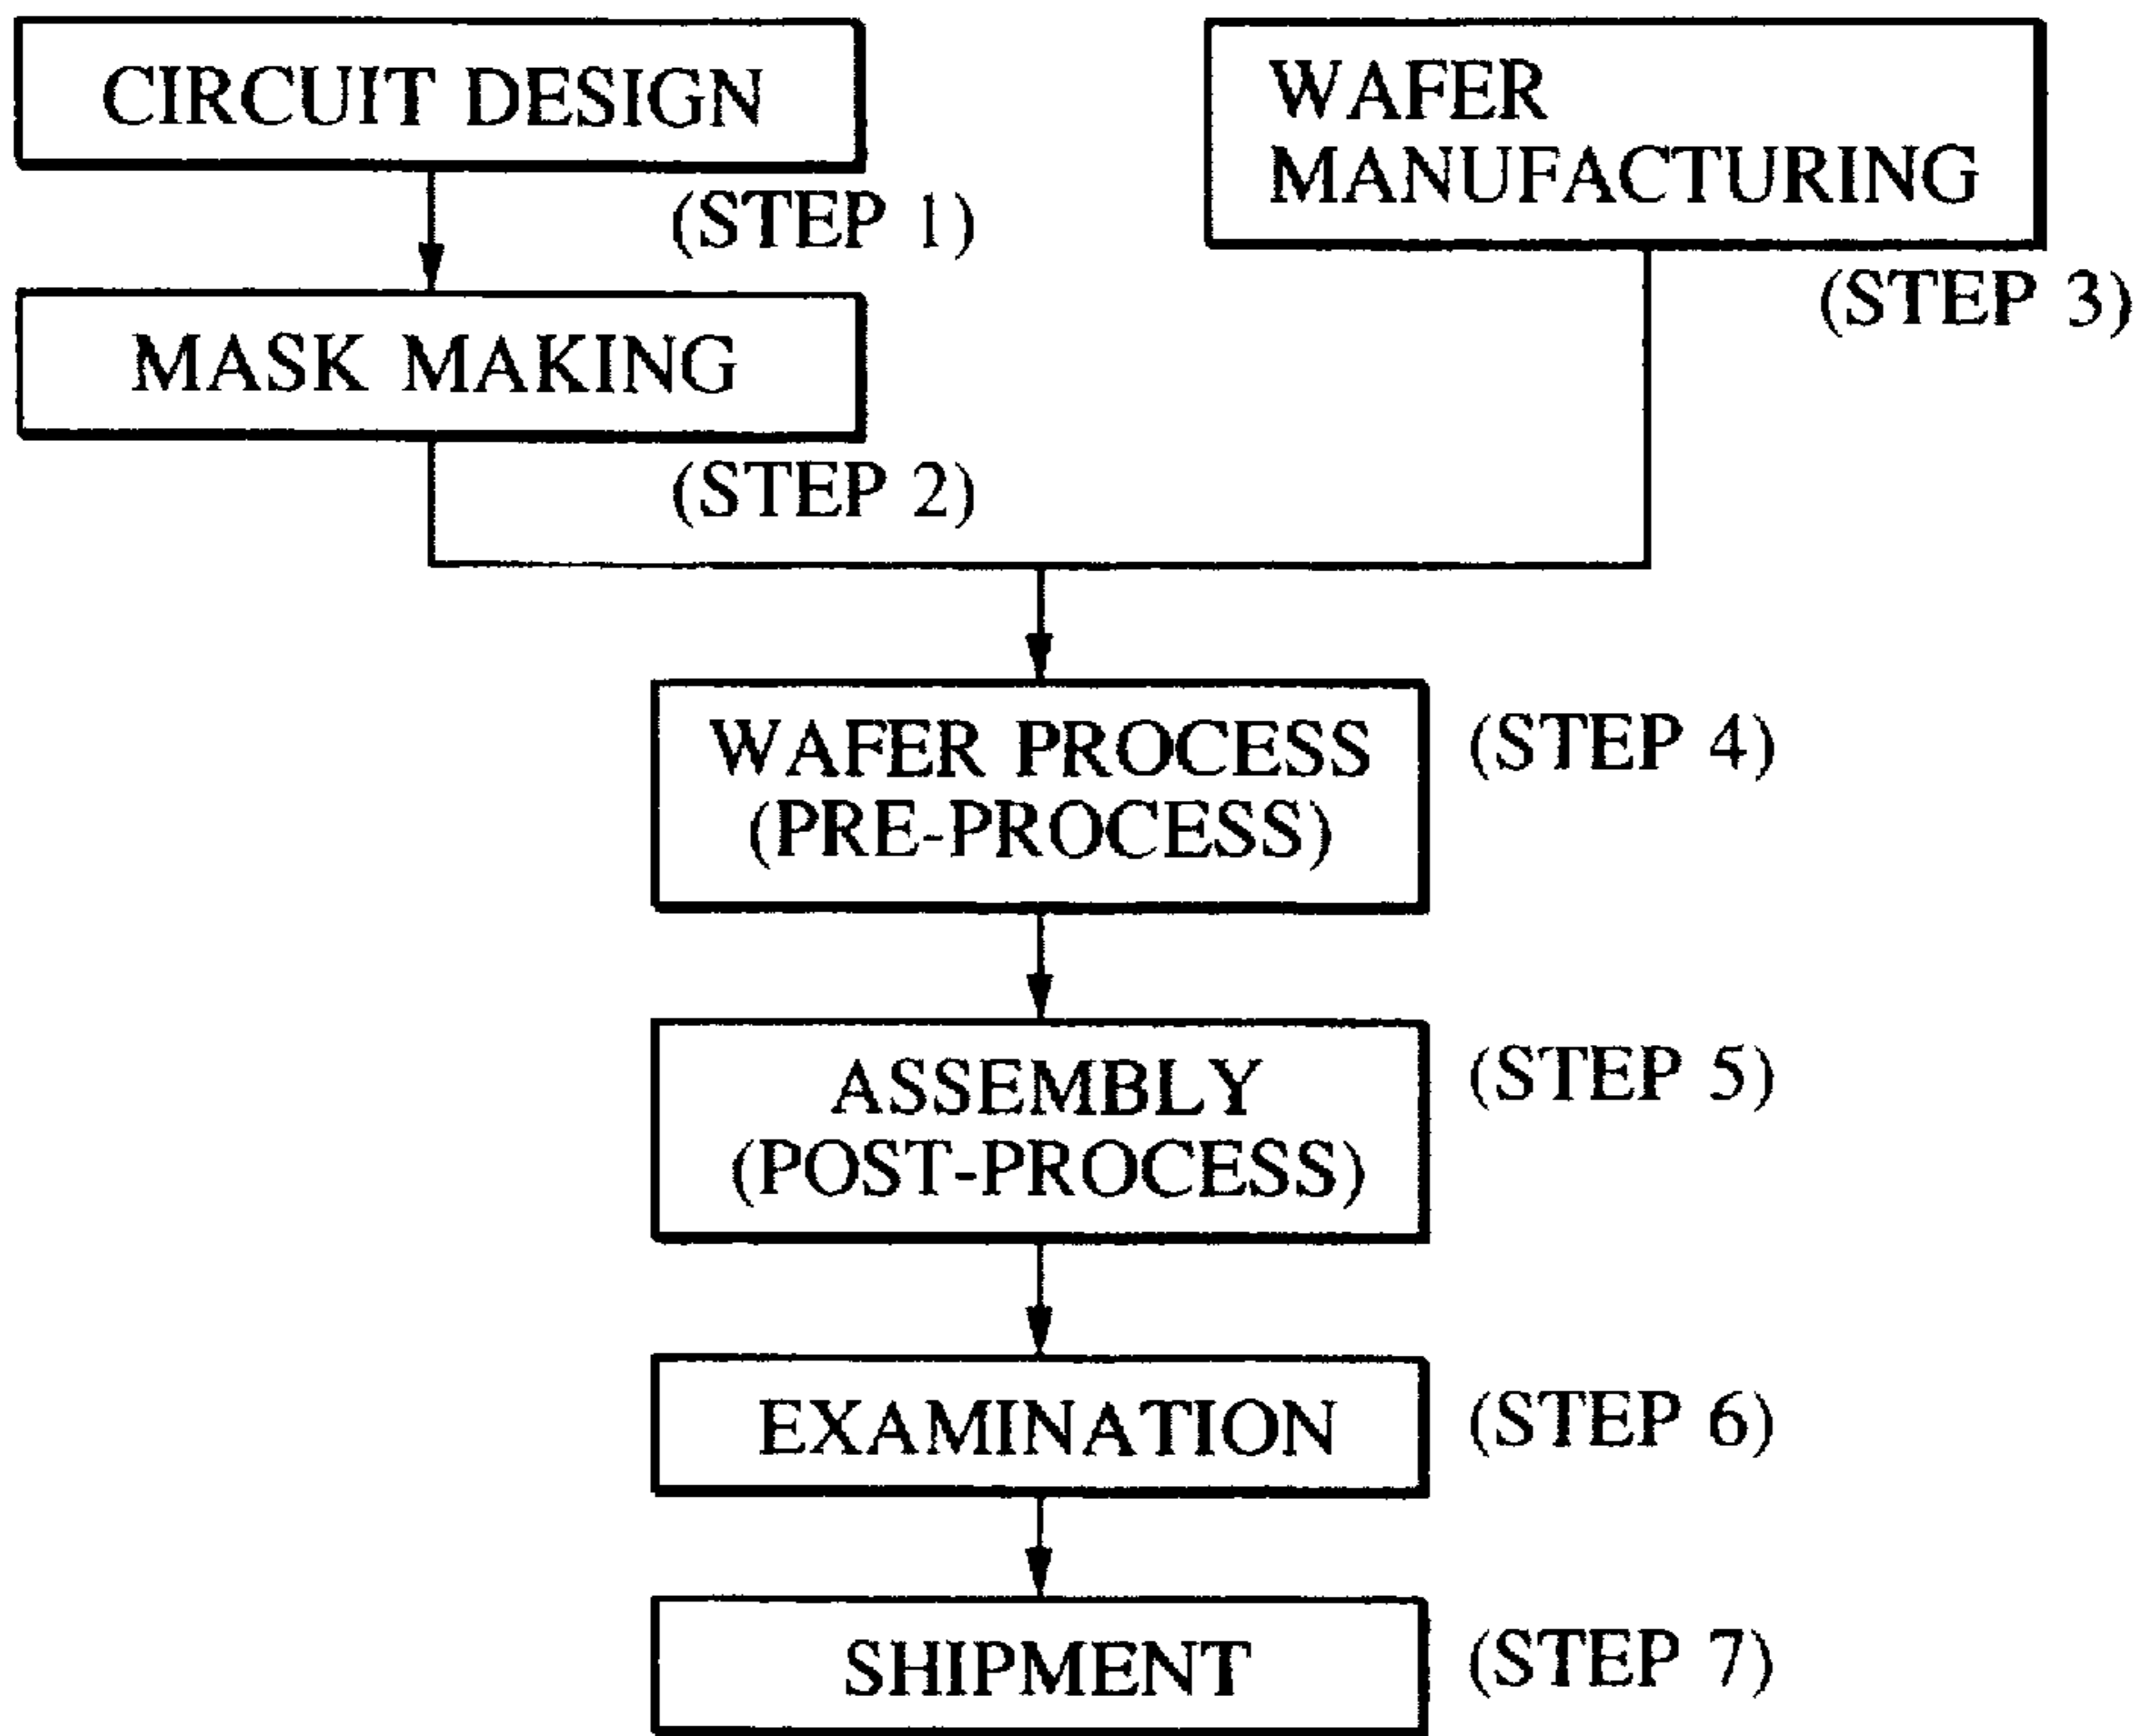 CIRCUIT DESIGN
(STEP 1)
MASK MAKING
(STEP 2)
WAFER
MANUFACTURING
(STEP 3)
WAFER PROCESS
(PRE-PROCESS)
(STEP 4)
ASSEMBLY
(POST-PROCESS)
(STEP 5)
EXAMINATION
(STEP 6)
SHIPMENT
(STEP 7)